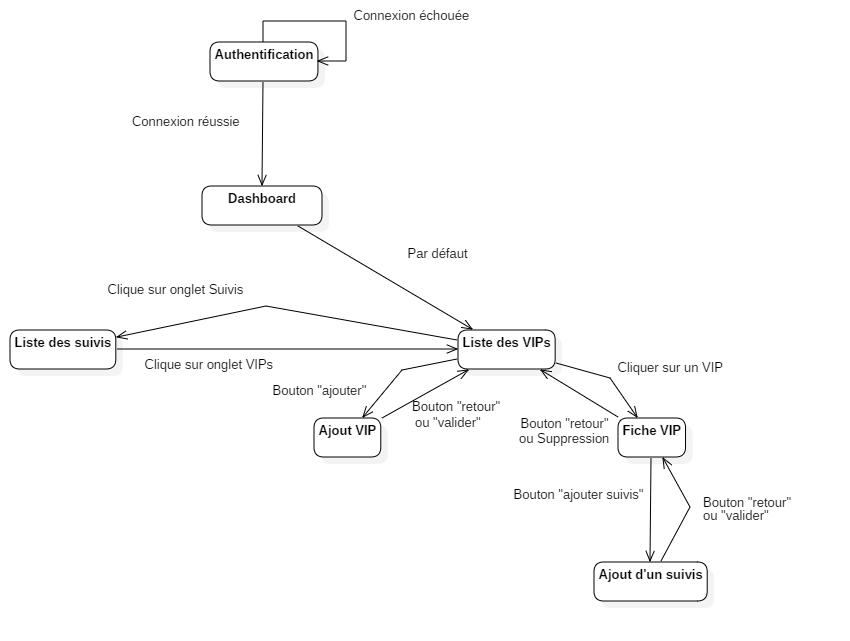 Connexion échouée
Authentification
Connexion réussie
Dashboard
Par défaut
Clique sur onglet Suivis
Liste des suivis
Liste des VIPs
Clique sur onglet VIPs
Cliquer sur un VIP
Bouton "ajouter"
Bouton "retour"
ou "valider"
Ajout VIP
Bouton "retour"
ou Suppression
Fiche VIP
Bouton "ajouter suivis"
Bouton "retour"
ou "valider"
Ajout d'un suivis